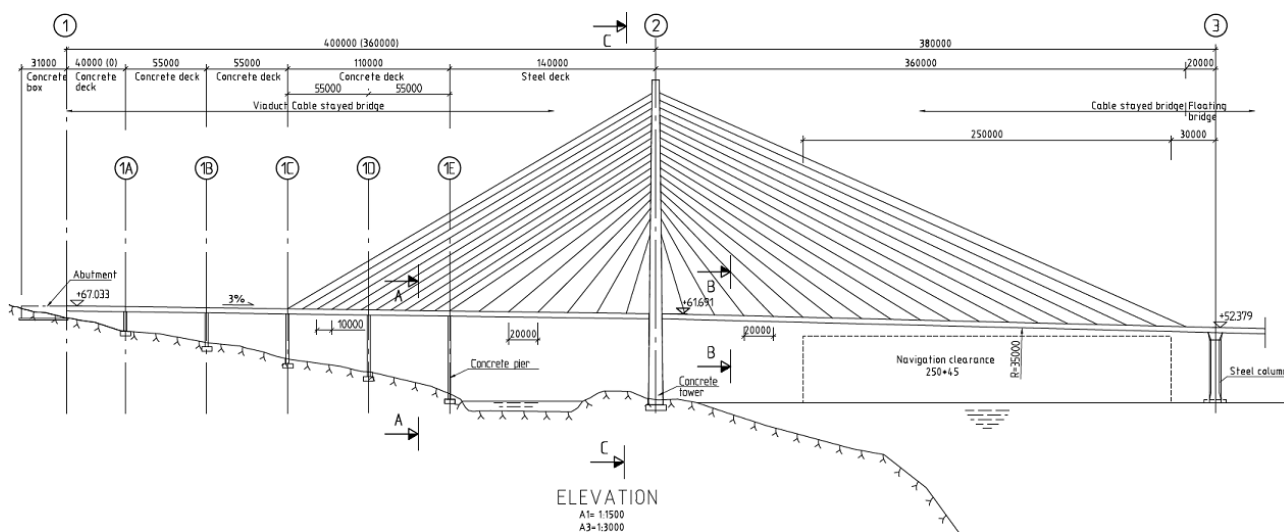 1
C
2
3
400000 (360000)
380000
31000
40000 (0)
55000
55000
110000
140000
360000
20000
Concrete box
Concrete deck
Concrete deck
Concrete deck
Concrete deck
Steel deck
55000
55000
Viaduct
Cable stayed bridge
Cable stayed bridge
Floating bridge
250000
30000
1A
1B
1C
1D
1E
Abutment
+67.033
3%
A
B
+61.691
+52.379
10000
20000
20000
R=35000
Concrete pier
B
Navigation clearance
250*45
Concrete tower
Steel column
A
C
ELEVATION
A1= 1:1500
A3=1:3000